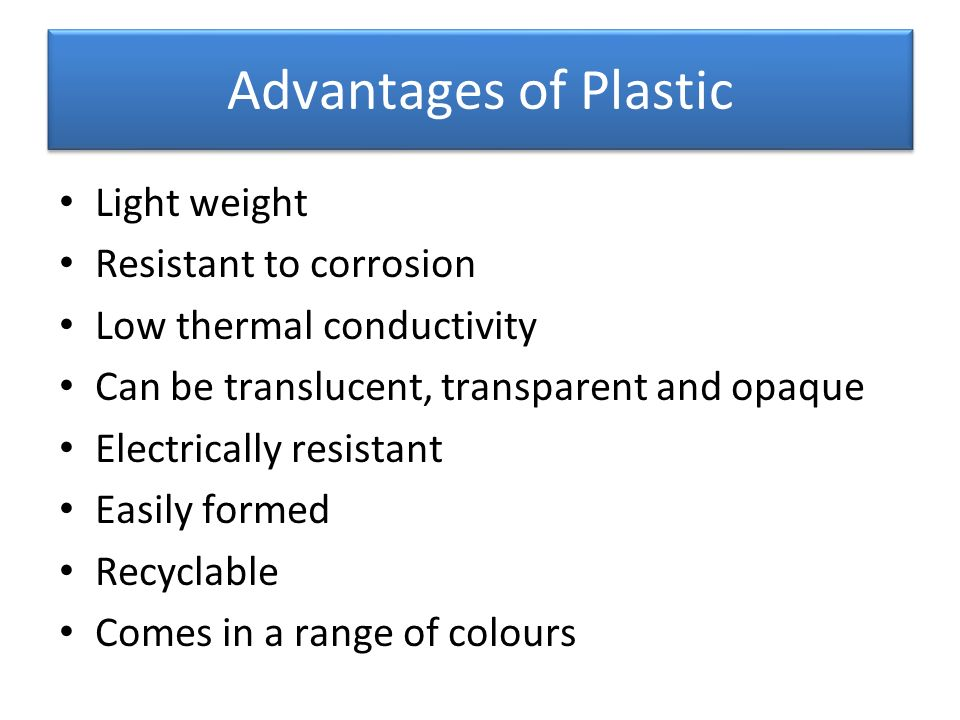 Advantages of Plastic
• Light weight
• Resistant to corrosion
• Low thermal conductivity
• Can be translucent, transparent and opaque
• Electrically resistant
• Easily formed
• Recyclable
• Comes in a range of colours